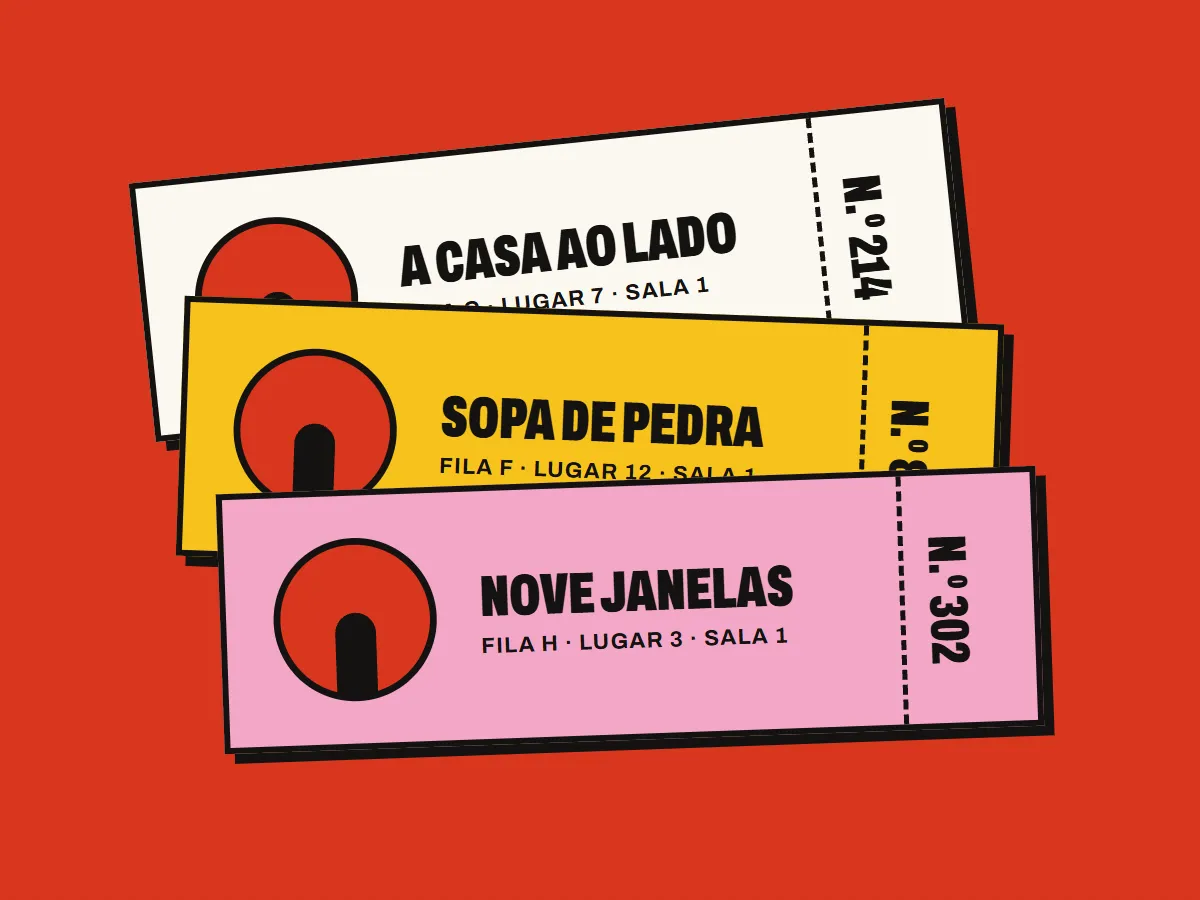 A CASA AO LADO
· LUGAR 7 · SALA 1
N.º 214
SOPA DE PEDRA
FILA F · LUGAR 12 · SALA 1
N.º
NOVE JANELAS
FILA H · LUGAR 3 · SALA 1
N.º 302